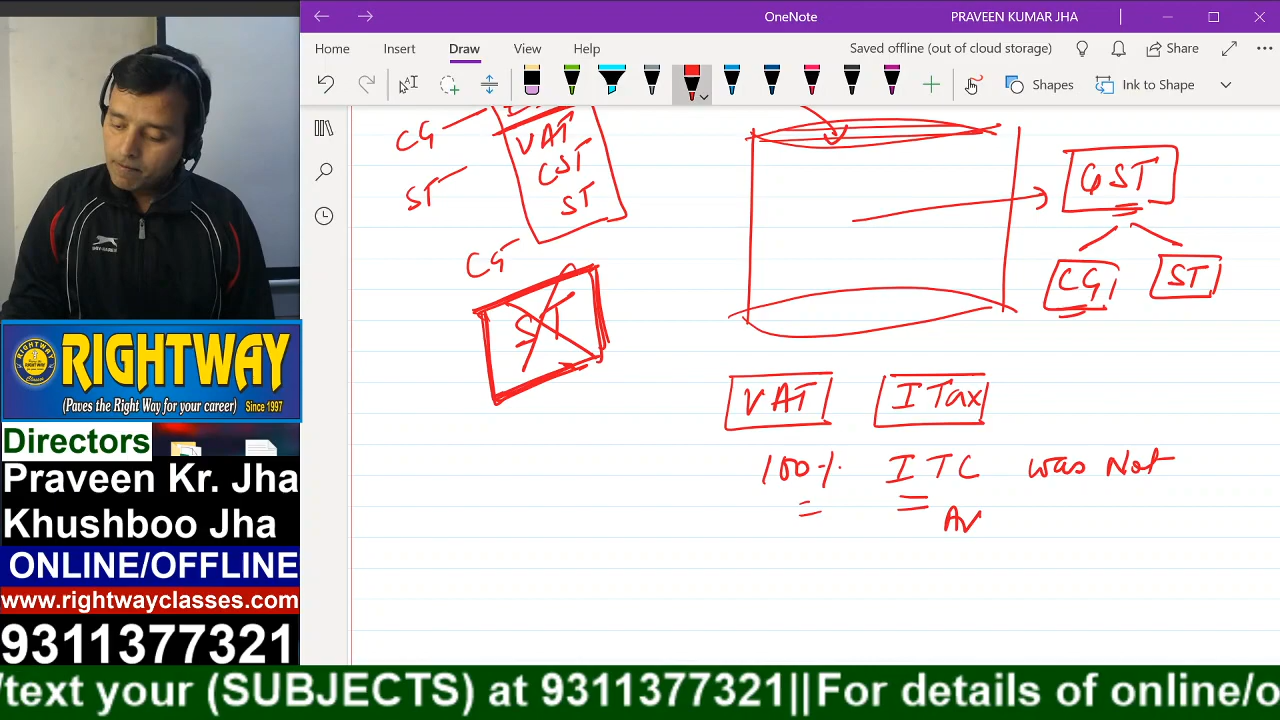 OneNote
PRAVEEN KUMAR JHA
Home Insert Draw View Help
Saved offline (out of cloud storage)
Share
Shapes
Ink to Shape
CG
ST
VAT
CST
ST
CG
ST
GST
CG ST
VAT I Tax
100% ITC was Not
Av
RIGHTWAY
(Paves the Right Way for your career) Since 1997
Directors
Praveen Kr. Jha
Khushboo Jha
ONLINE/OFFLINE
www.rightwayclasses.com
9311377321
/text your (SUBJECTS) at 9311377321||For details of online/o